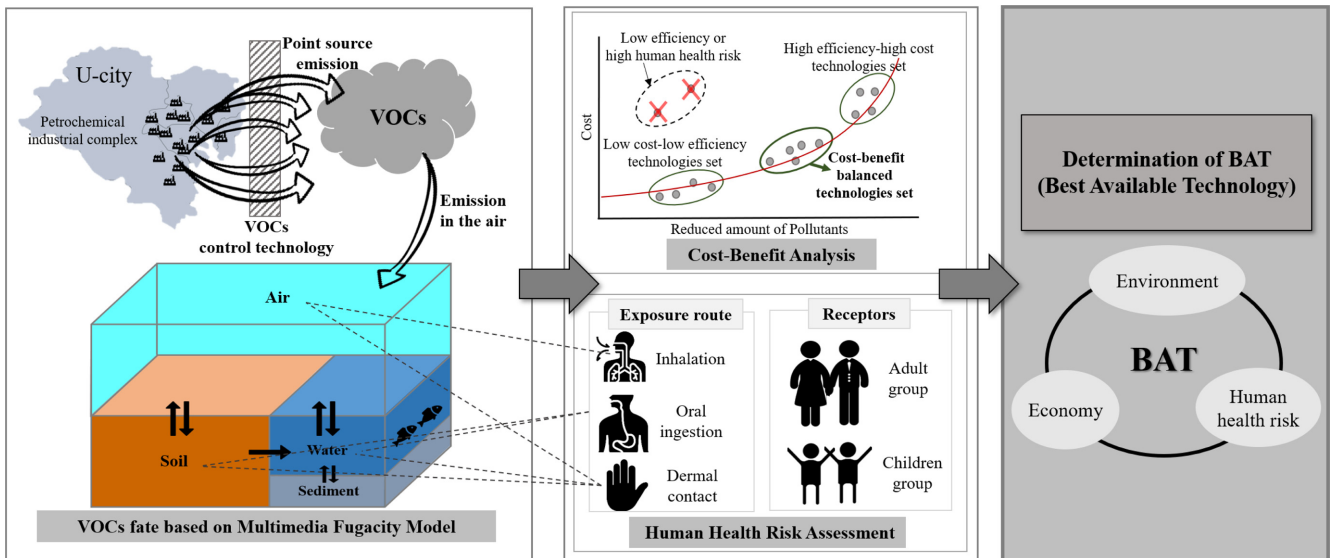 U-city
Petrochemical
industrial complex
Point source
emission
VOCs
VOCs
control technology
Emission
in the air
Air
Soil
Water
Sediment
VOCs fate based on Multimedia Fugacity Model
Cost
Low efficiency or
high human health risk
High efficiency-high cost
technologies set
Low cost-low efficiency
technologies set
Cost-benefit
balanced
technologies set
Reduced amount of Pollutants
Cost-Benefit Analysis
Exposure route
Inhalation
Oral
ingestion
Dermal
contact
Receptors
Adult
group
Children
group
Human Health Risk Assessment
Determination of BAT
(Best Available Technology)
Environment
BAT
Economy
Human
health risk